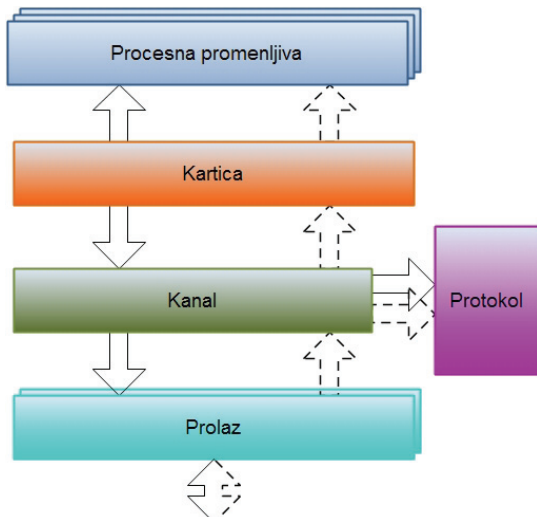 Procesna promenljiva
Kartica
Kanal
Protokol
Prolaz